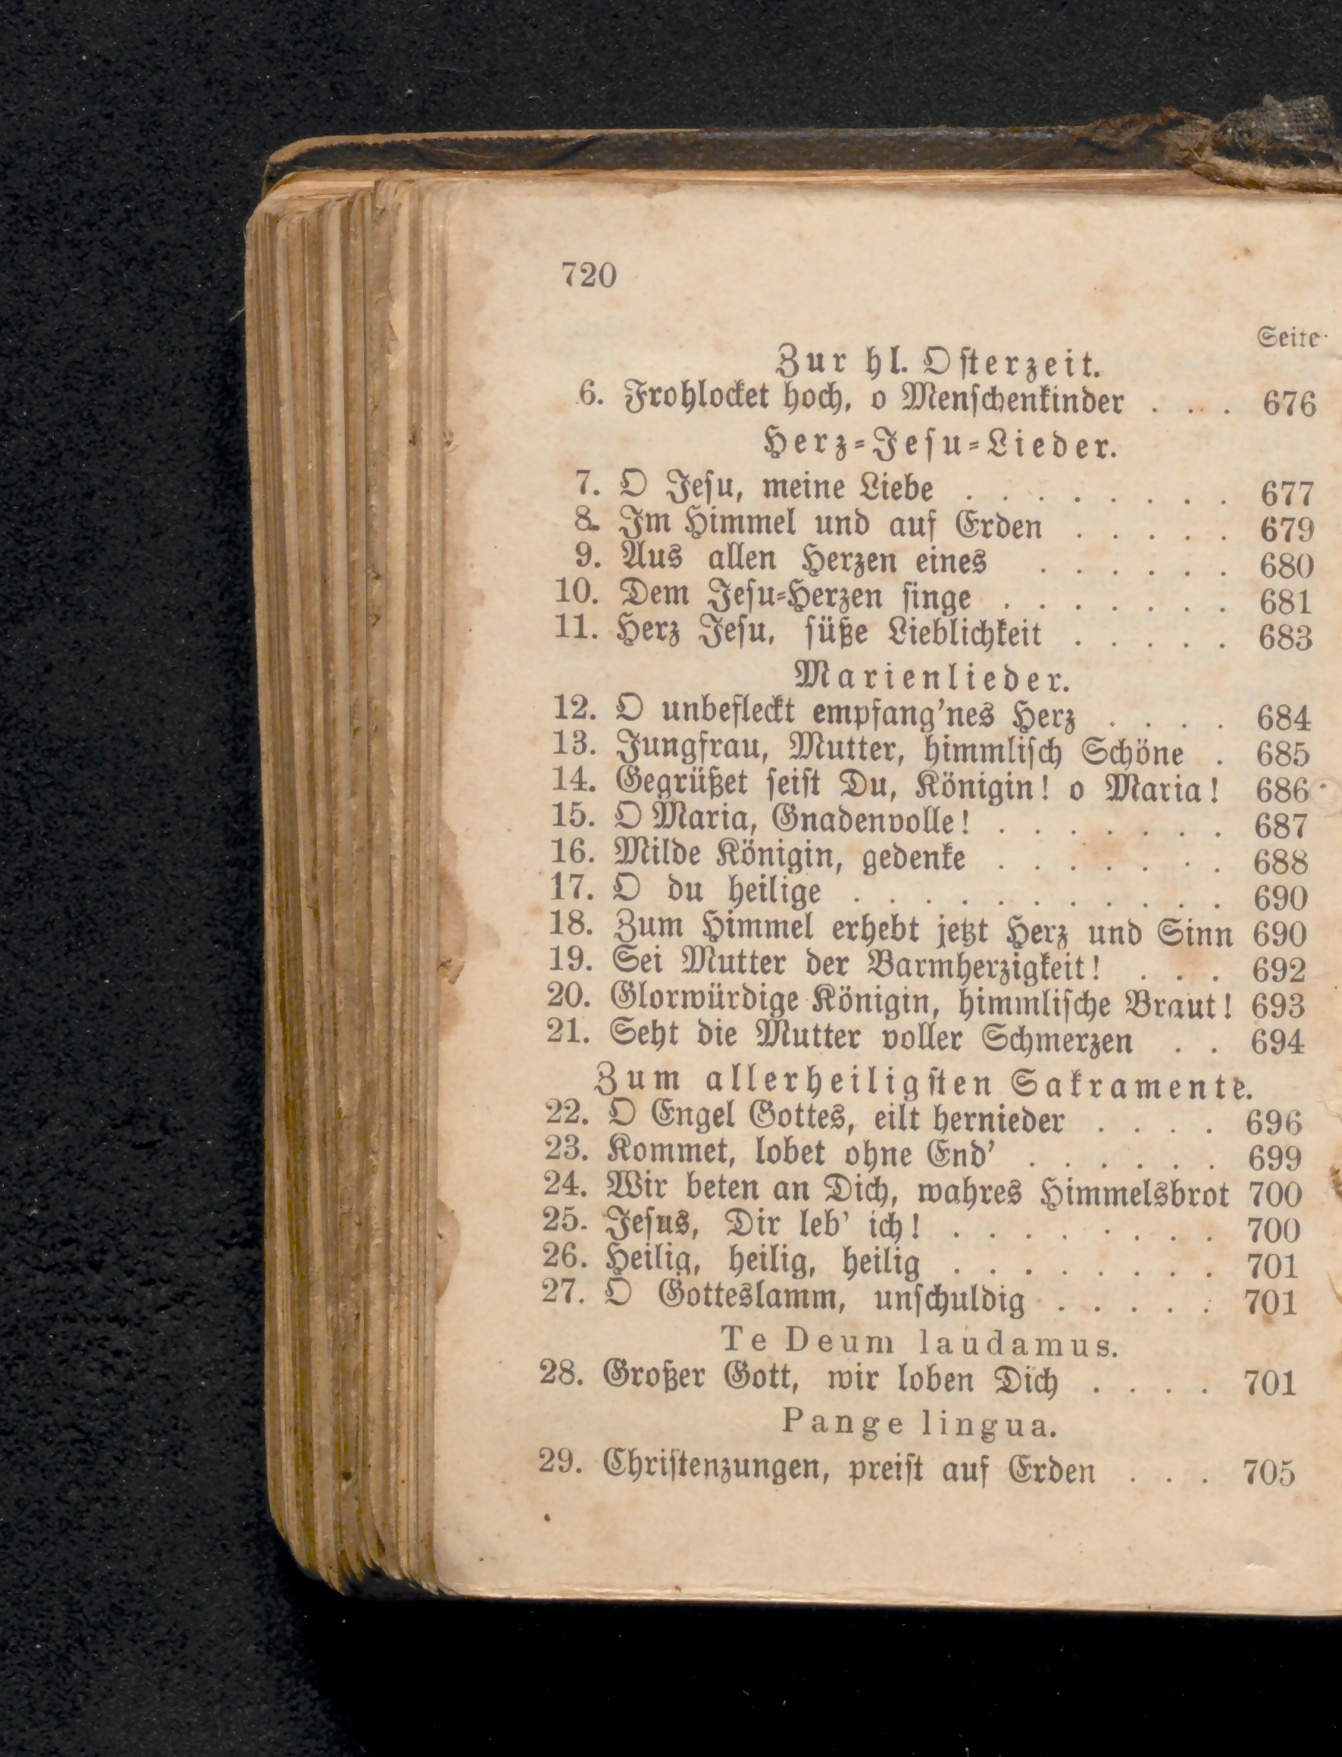 720
Seite
Zur hl. Osterzeit.
6. Frohlocket hoch, o Menschenkinder . . . 676
Herz-Jesu-Lieder.
7. O Jesu, meine Liebe . . . . . . . . 677
8. Im Himmel und auf Erden . . . . . 679
9. Aus allen Herzen eines . . . . . . 680
10. Dem Jesu-Herzen singe . . . . . . . 681
11. Herz Jesu, süße Lieblichkeit . . . . . 683
Marienlieder.
12. O unbefleckt empfang'nes Herz . . . . 684
13. Jungfrau, Mutter, himmlisch Schöne . 685
14. Gegrüßet seist Du, Königin! o Maria! 686
15. O Maria, Gnadenvolle! . . . . . . . 687
16. Milde Königin, gedenke . . . . . . . 688
17. O du heilige . . . . . . . . . . . 690
18. Zum Himmel erhebt jetzt Herz und Sinn 690
19. Sei Mutter der Barmherzigkeit! . . . 692
20. Glorwürdige Königin, himmlische Braut! 693
21. Seht die Mutter voller Schmerzen . . 694
Zum allerheiligsten Sakramente.
22. O Engel Gottes, eilt hernieder . . . . 696
23. Kommet, lobet ohne End' . . . . . . 699
24. Wir beten an Dich, wahres Himmelsbrot 700
25. Jesus, Dir leb' ich! . . . . . . . . 700
26. Heilig, heilig, heilig . . . . . . . . 701
27. O Gotteslamm, unschuldig . . . . . 701
Te Deum laudamus.
28. Großer Gott, wir loben Dich . . . . 701
Pange lingua.
29. Christenzungen, preist auf Erden . . . 705